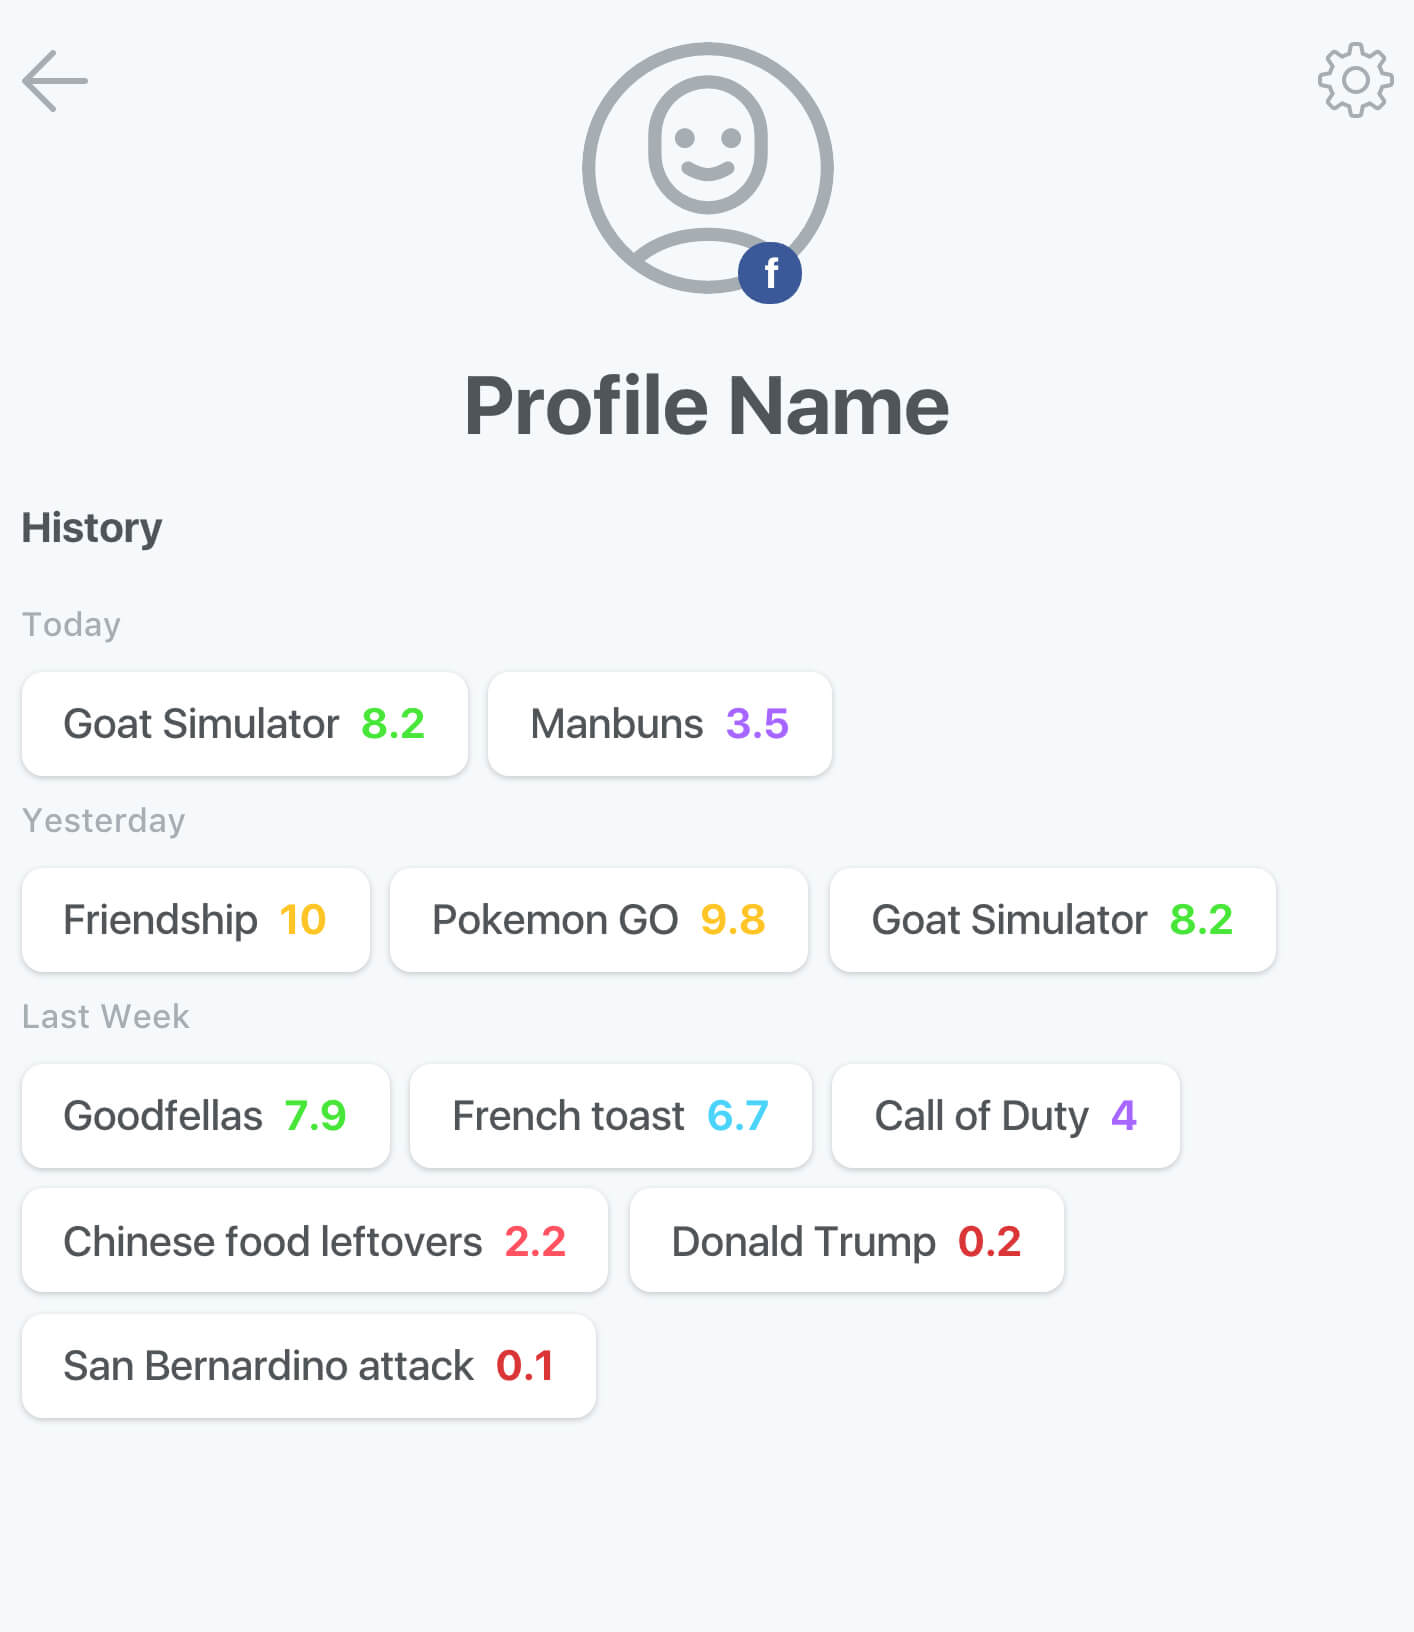 f
Profile Name
History
Today
Goat Simulator 8.2 Manbuns 3.5
Yesterday
Friendship 10 Pokemon GO 9.8 Goat Simulator 8.2
Last Week
Goodfellas 7.9 French toast 6.7 Call of Duty 4
Chinese food leftovers 2.2 Donald Trump 0.2
San Bernardino attack 0.1